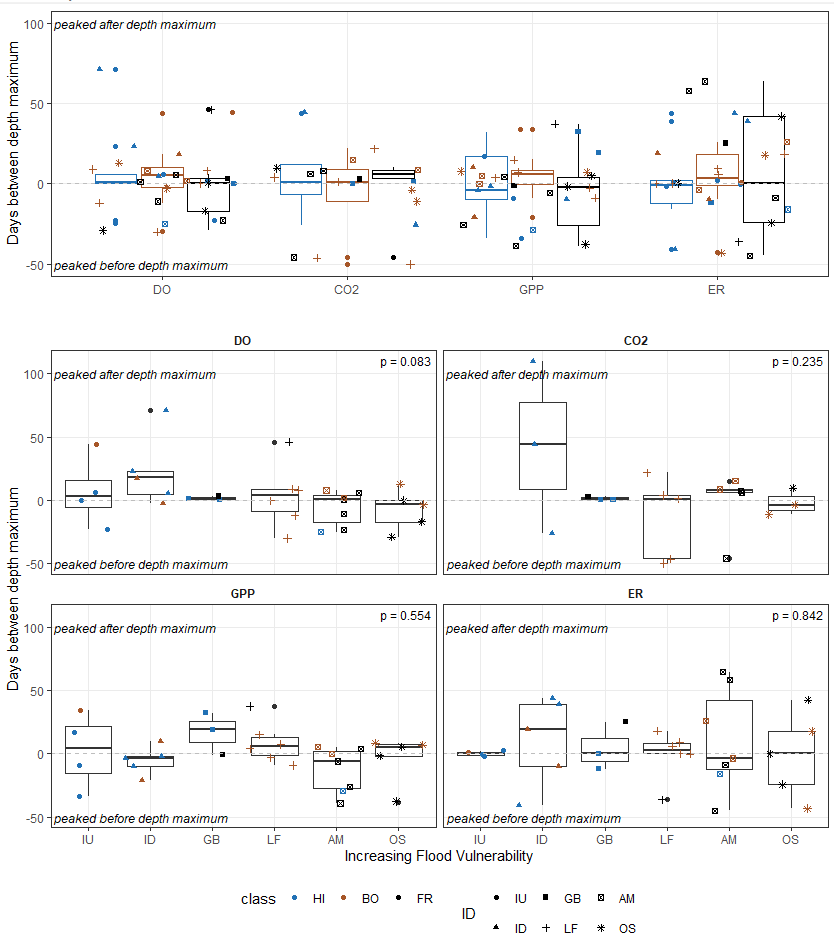 100
peaked after depth maximum
50
0
-50
peaked before depth maximum
Days between depth maximum
DO
CO2
GPP
ER
DO
CO2
p = 0.083
p = 0.235
100
peaked after depth maximum
peaked after depth maximum
50
0
-50
peaked before depth maximum
peaked before depth maximum
Days between depth maximum
GPP
ER
p = 0.554
p = 0.842
100
peaked after depth maximum
peaked after depth maximum
50
0
-50
peaked before depth maximum
peaked before depth maximum
IU ID GB LF AM OS
IU ID GB LF AM OS
Increasing Flood Vulnerability
class HI BO FR
ID
IU GB AM
ID LF OS